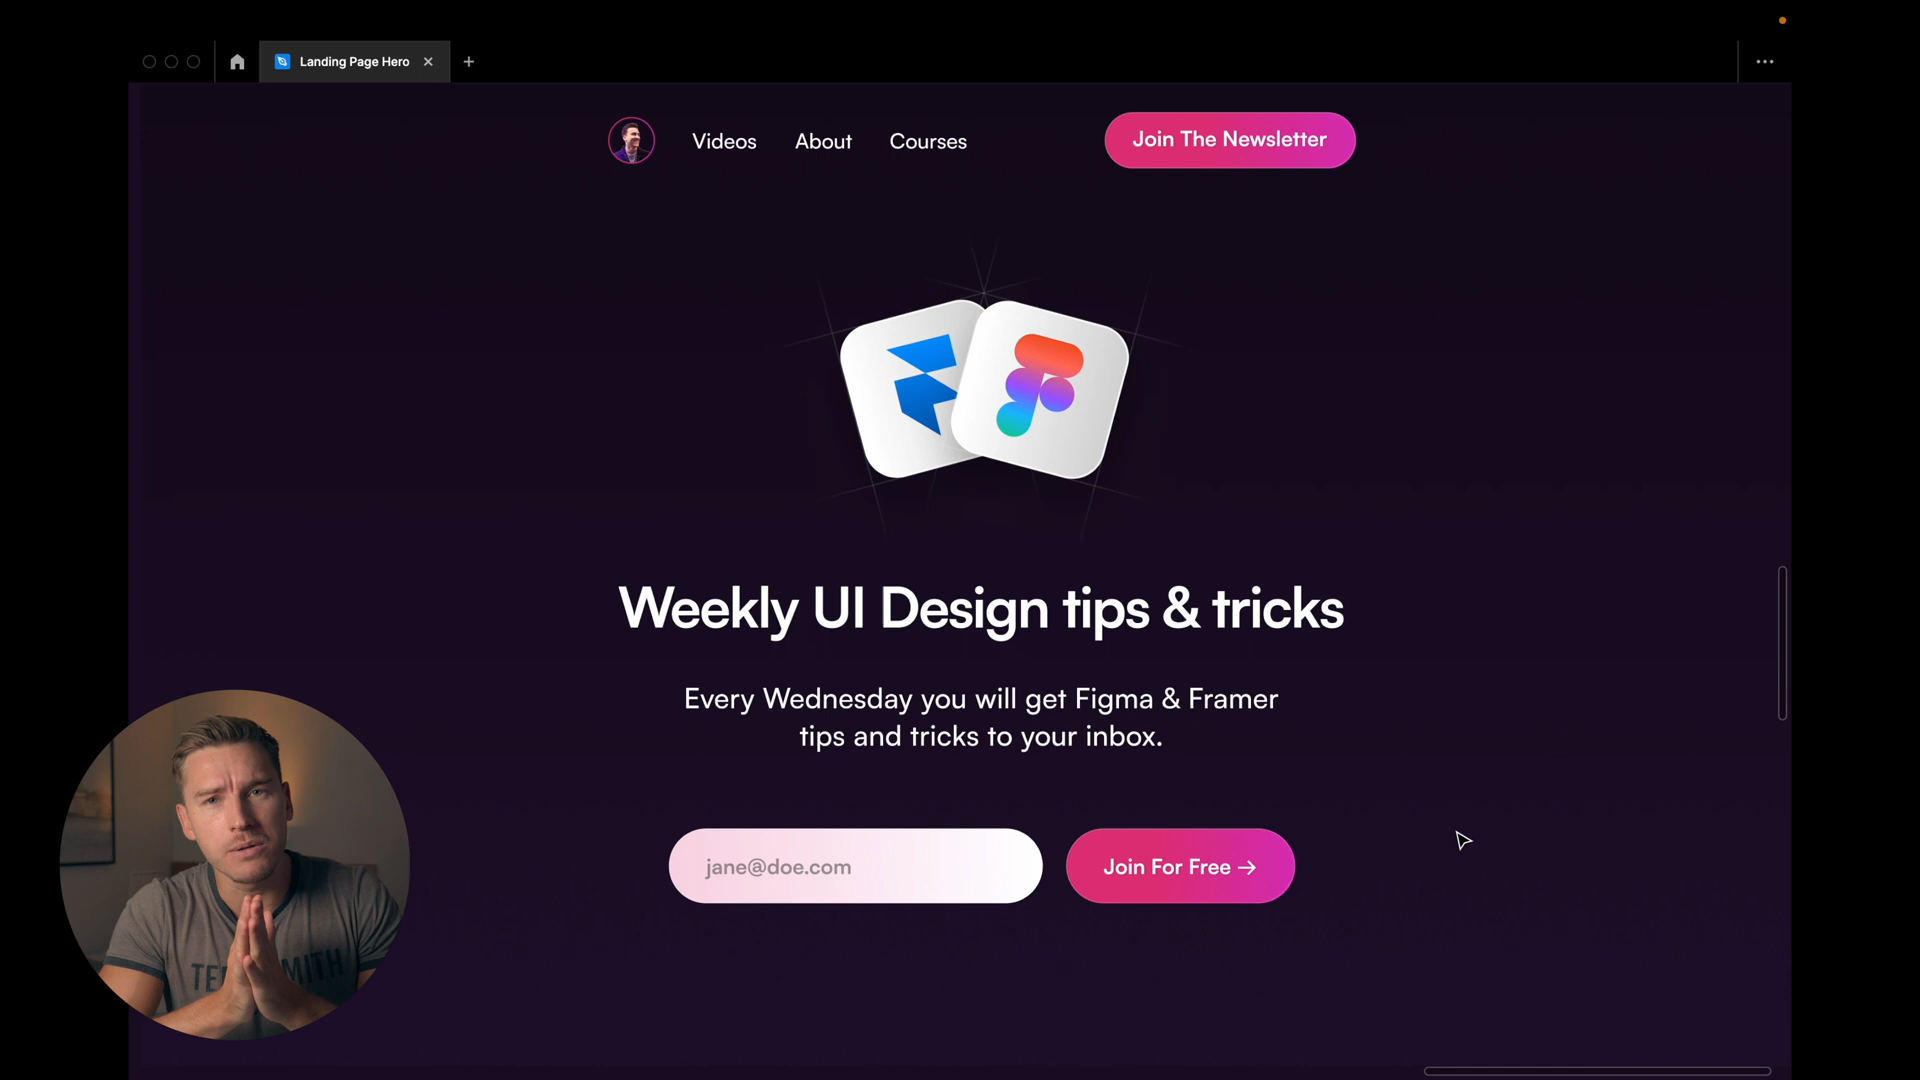 Landing Page Hero
Videos
About
Courses
Join The Newsletter
Weekly UI Design tips & tricks
Every Wednesday you will get Figma & Framer
tips and tricks to your inbox.
jane@doe.com
Join For Free →